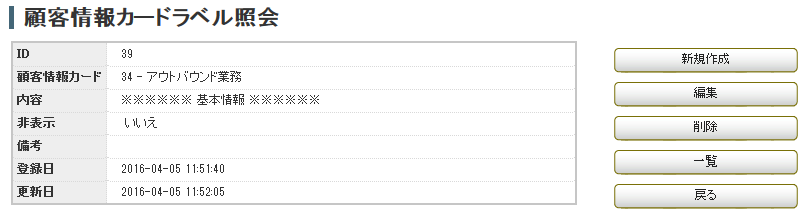 顧客情報カードラベル照会
ID 39
顧客情報カード 34 - アウトバウンド業務
内容 ※※※※※※ 基本情報 ※※※※※※
非表示 いいえ
備考
登録日 2016-04-05 11:51:40
更新日 2016-04-05 11:52:05
新規作成
編集
削除
一覧
戻る